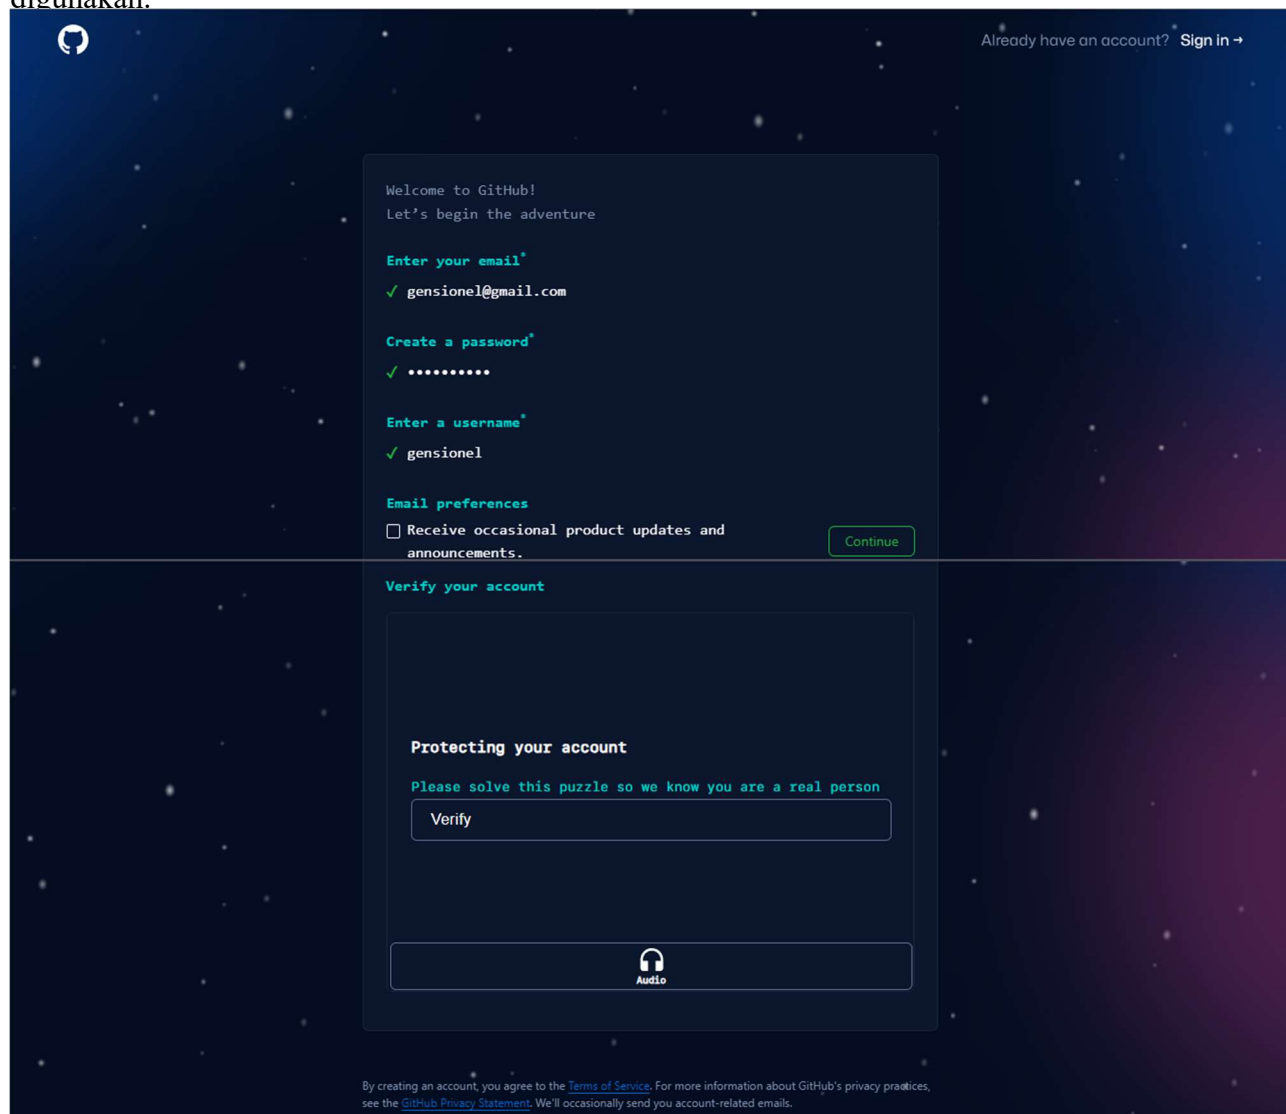 digunakan.
Already have an account? Sign in →
Welcome to GitHub!
Let’s begin the adventure
Enter your email*
✓ gensionel@gmail.com
Create a password*
✓ ••••••••••
Enter a username*
✓ gensionel
Email preferences
Receive occasional product updates and
announcements.
Continue
Verify your account
Protecting your account
Please solve this puzzle so we know you are a real person
Verify
Audio
By creating an account, you agree to the Terms of Service. For more information about GitHub's privacy practices,
see the GitHub Privacy Statement. We'll occasionally send you account-related emails.